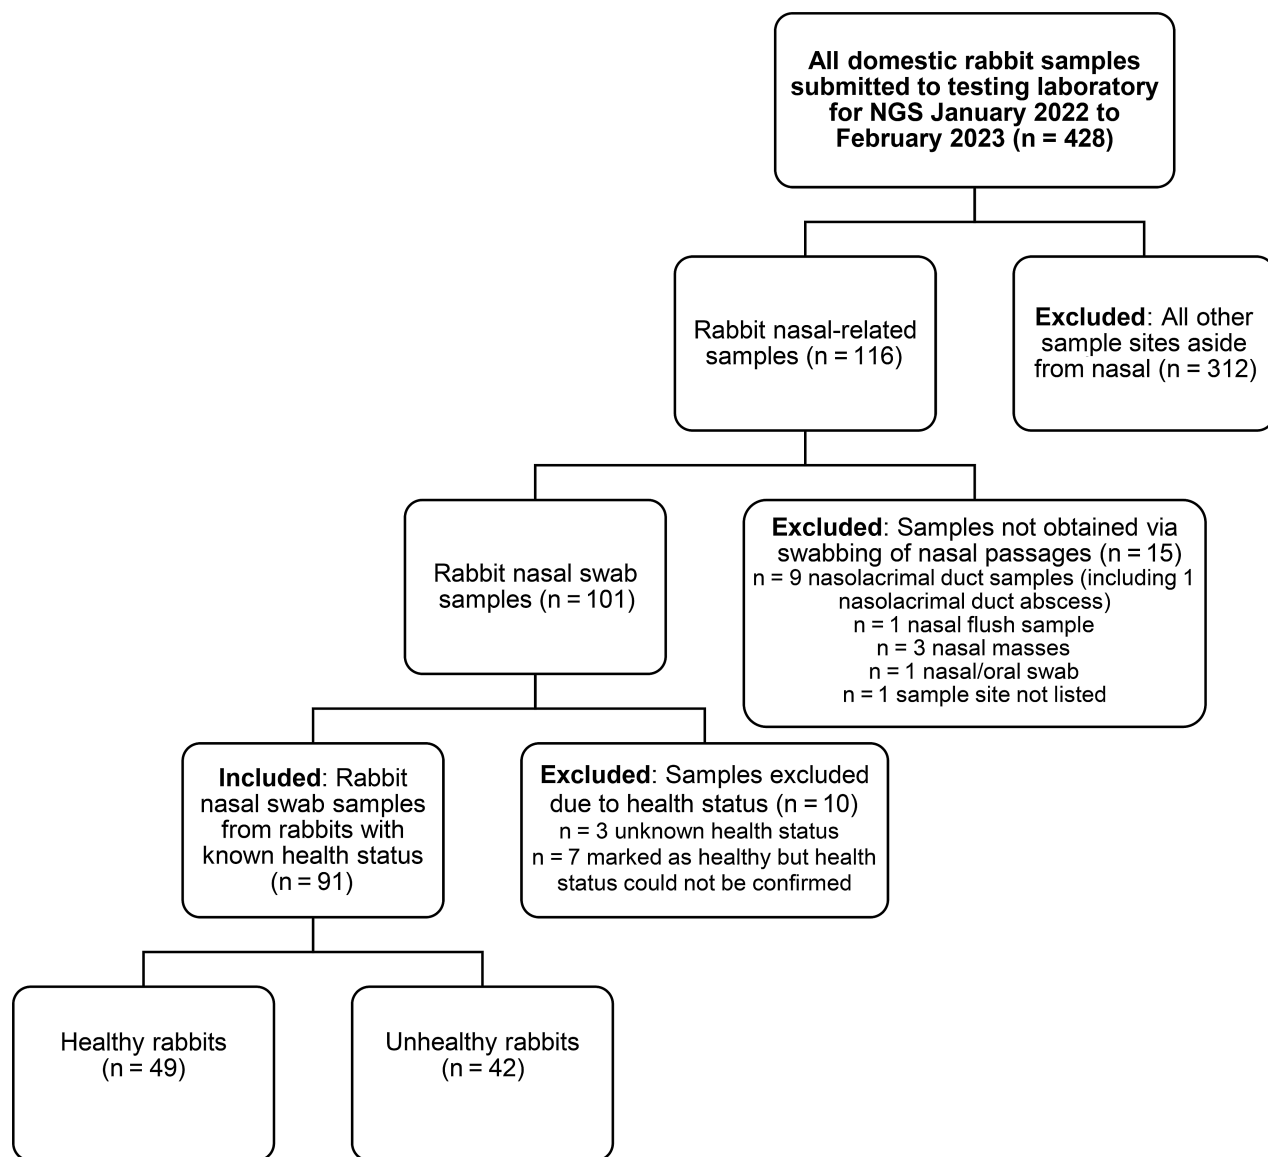 All domestic rabbit samples
submitted to testing laboratory
for NGS January 2022 to
February 2023 (n = 428)
Rabbit nasal-related
samples (n = 116)
Excluded: All other
sample sites aside
from nasal (n = 312)
Rabbit nasal swab
samples (n = 101)
Excluded: Samples not obtained via
swabbing of nasal passages (n = 15)
n = 9 nasolacrimal duct samples (including 1
nasolacrimal duct abscess)
n = 1 nasal flush sample
n = 3 nasal masses
n = 1 nasal/oral swab
n = 1 sample site not listed
Included: Rabbit
nasal swab samples
from rabbits with
known health status
(n = 91)
Excluded: Samples excluded
due to health status (n = 10)
n = 3 unknown health status
n = 7 marked as healthy but health
status could not be confirmed
Healthy rabbits
(n = 49)
Unhealthy rabbits
(n = 42)